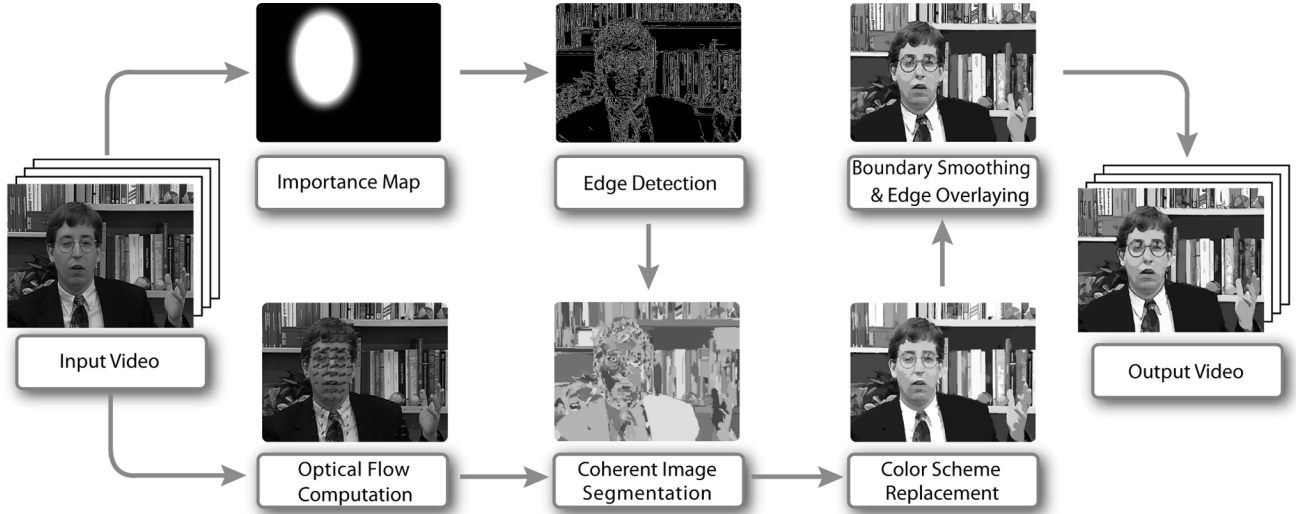 Importance Map
Edge Detection
Boundary Smoothing
& Edge Overlaying
Input Video
Output Video
Optical Flow
Computation
Coherent Image
Segmentation
Color Scheme
Replacement